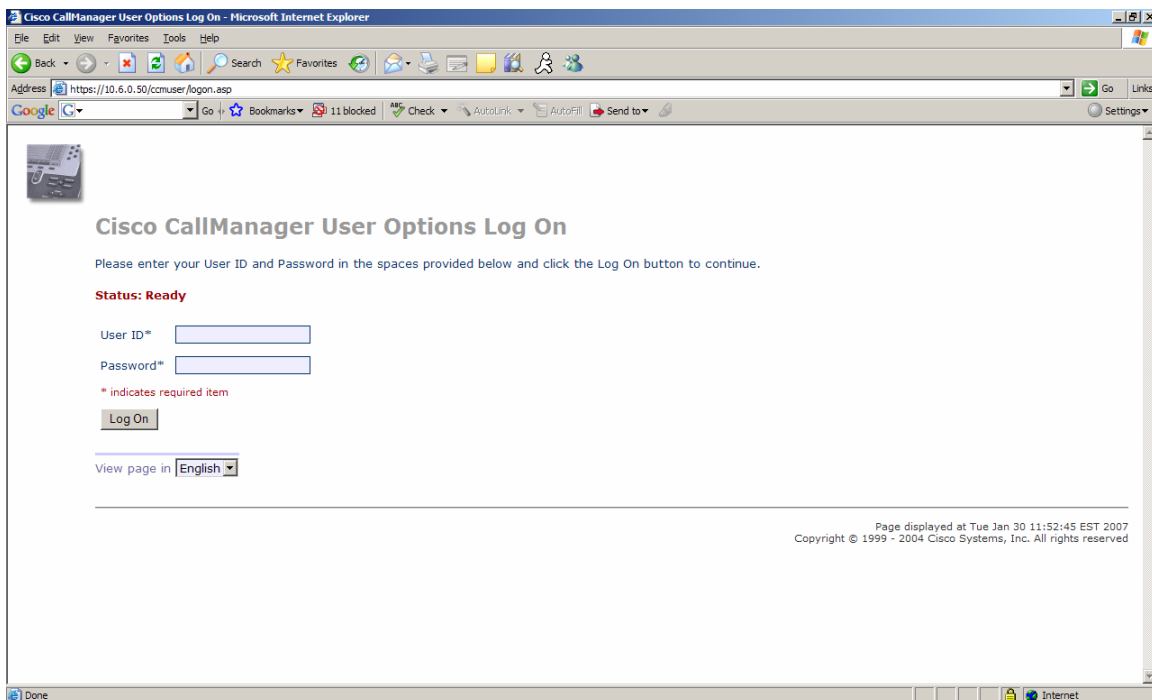 Cisco CallManager User Options Log On - Microsoft Internet Explorer
File Edit View Favorites Tools Help
Back Search Favorites
Address https://10.6.0.50/ccmuser/logon.asp Go Links
Google G Go Bookmarks 11 blocked ABC Check AutoLink AutoFill Send to Settings
Cisco CallManager User Options Log On
Please enter your User ID and Password in the spaces provided below and click the Log On button to continue.
Status: Ready
User ID*
Password*
* indicates required item
Log On
View page in English
Page displayed at Tue Jan 30 11:52:45 EST 2007
Copyright © 1999 - 2004 Cisco Systems, Inc. All rights reserved
Done Internet